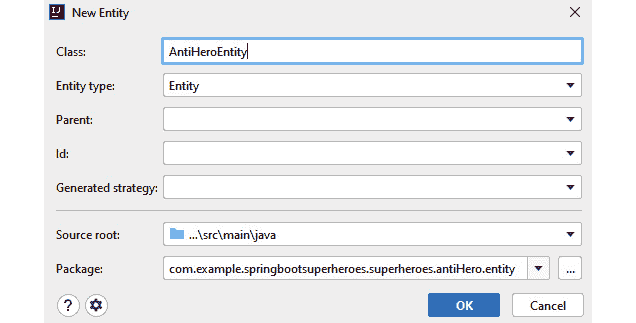 New Entity
Class: AntiHeroEntity
Entity type: Entity
Parent:
Id:
Generated strategy:
Source root: ...\src\main\java
Package: com.example.springbootsuperheroes.superheroes.antiHero.entity ...
? OK Cancel